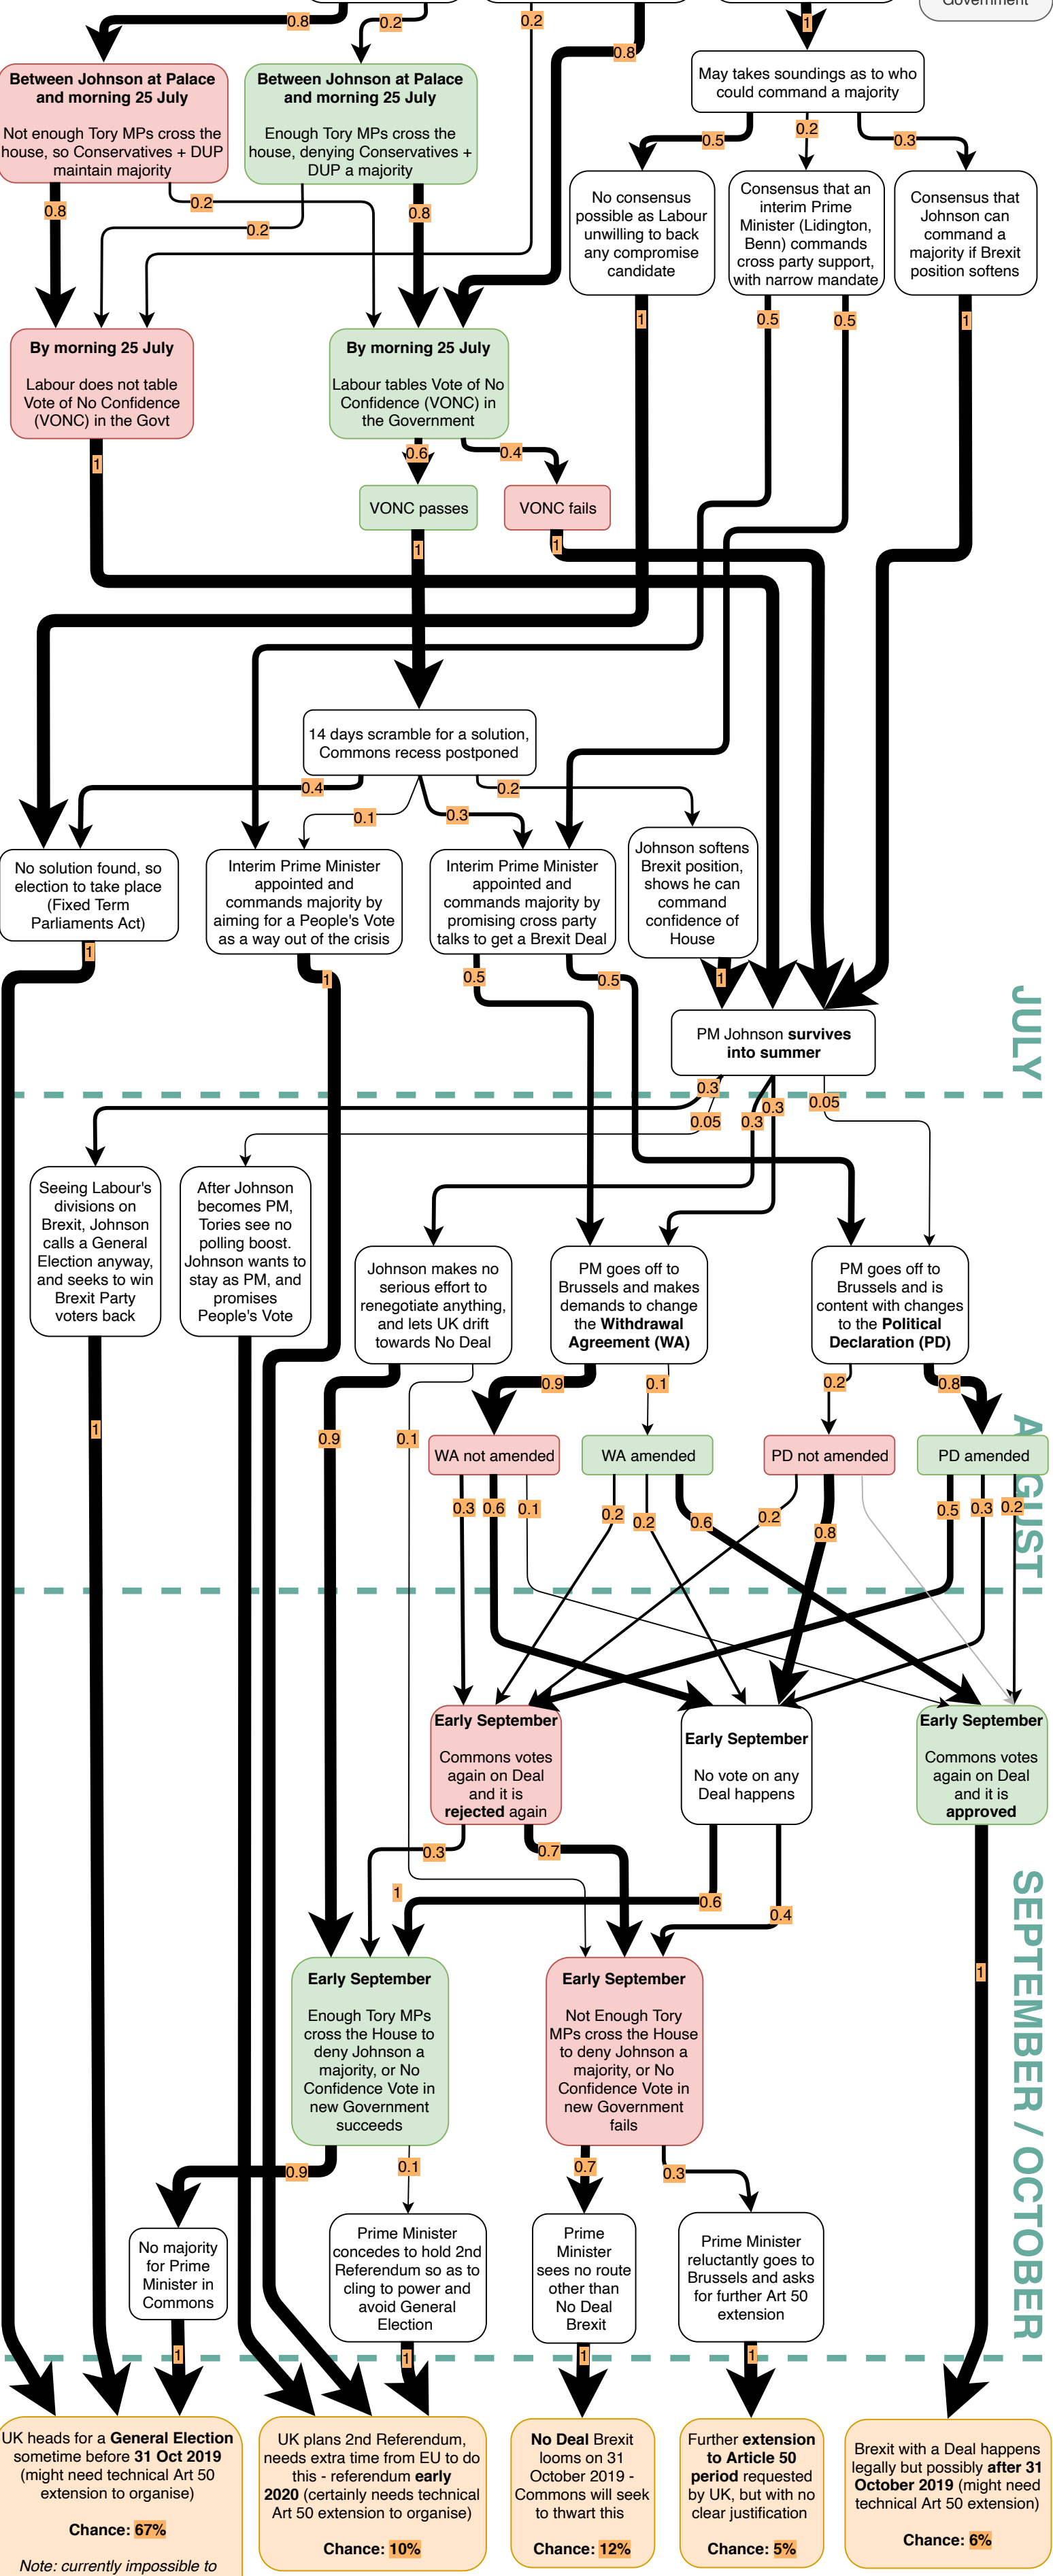 Government
0.8
0.2
0.2
0.8
1
Between Johnson at Palace
and morning 25 July
Not enough Tory MPs cross the
house, so Conservatives + DUP
maintain majority
Between Johnson at Palace
and morning 25 July
Enough Tory MPs cross the
house, denying Conservatives +
DUP a majority
May takes soundings as to who
could command a majority
0.5
0.2
0.3
0.8
0.2
0.2
0.8
No consensus
possible as Labour
unwilling to back
any compromise
candidate
Consensus that an
interim Prime
Minister (Lidington,
Benn) commands
cross party support,
with narrow mandate
Consensus that
Johnson can
command a
majority if Brexit
position softens
1
0.5
0.5
1
By morning 25 July
Labour does not table
Vote of No Confidence
(VONC) in the Govt
By morning 25 July
Labour tables Vote of No
Confidence (VONC) in
the Government
1
0.6
0.4
VONC passes
VONC fails
1
1
14 days scramble for a solution,
Commons recess postponed
0.4
0.1
0.3
0.2
No solution found, so
election to take place
(Fixed Term
Parliaments Act)
Interim Prime Minister
appointed and
commands majority by
aiming for a People's Vote
as a way out of the crisis
Interim Prime Minister
appointed and
commands majority by
promising cross party
talks to get a Brexit Deal
Johnson softens
Brexit position,
shows he can
command
confidence of
House
1
1
0.5
0.5
1
PM Johnson survives
into summer
JULY
0.3
0.05
0.3
0.3
0.05
Seeing Labour's
divisions on
Brexit, Johnson
calls a General
Election anyway,
and seeks to win
Brexit Party
voters back
After Johnson
becomes PM,
Tories see no
polling boost.
Johnson wants to
stay as PM, and
promises
People's Vote
Johnson makes no
serious effort to
renegotiate anything,
and lets UK drift
towards No Deal
PM goes off to
Brussels and makes
demands to change
the Withdrawal
Agreement (WA)
PM goes off to
Brussels and is
content with changes
to the Political
Declaration (PD)
1
0.9
0.1
0.9
0.1
0.2
0.8
WA not amended
WA amended
PD not amended
PD amended
AUGUST
0.3
0.6
0.1
0.2
0.2
0.6
0.2
0.8
0.5
0.3
0.2
Early September
Commons votes
again on Deal
and it is
rejected again
Early September
No vote on any
Deal happens
Early September
Commons votes
again on Deal
and it is
approved
0.3
0.7
1
0.6
0.4
1
SEPTEMBER / OCTOBER
Early September
Enough Tory MPs
cross the House to
deny Johnson a
majority, or No
Confidence Vote in
new Government
succeeds
Early September
Not Enough Tory
MPs cross the House
to deny Johnson a
majority, or No
Confidence Vote in
new Government
fails
0.9
0.1
0.7
0.3
No majority
for Prime
Minister in
Commons
Prime Minister
concedes to hold 2nd
Referendum so as to
cling to power and
avoid General
Election
Prime
Minister
sees no route
other than
No Deal
Brexit
Prime Minister
reluctantly goes to
Brussels and asks
for further Art 50
extension
1
1
1
1
UK heads for a General Election
sometime before 31 Oct 2019
(might need technical Art 50
extension to organise)
Chance: 67%
Note: currently impossible to
UK plans 2nd Referendum,
needs extra time from EU to do
this - referendum early
2020 (certainly needs technical
Art 50 extension to organise)
Chance: 10%
No Deal Brexit
looms on 31
October 2019 -
Commons will seek
to thwart this
Chance: 12%
Further extension
to Article 50
period requested
by UK, but with no
clear justification
Chance: 5%
Brexit with a Deal happens
legally but possibly after 31
October 2019 (might need
technical Art 50 extension)
Chance: 6%